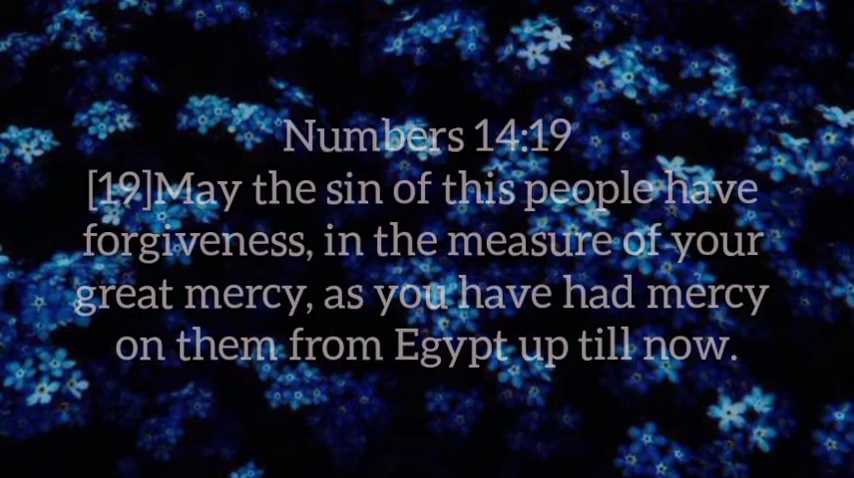 Numbers 14:19
[19]May the sin of this people have
forgiveness, in the measure of your
great mercy, as you have had mercy
on them from Egypt up till now.